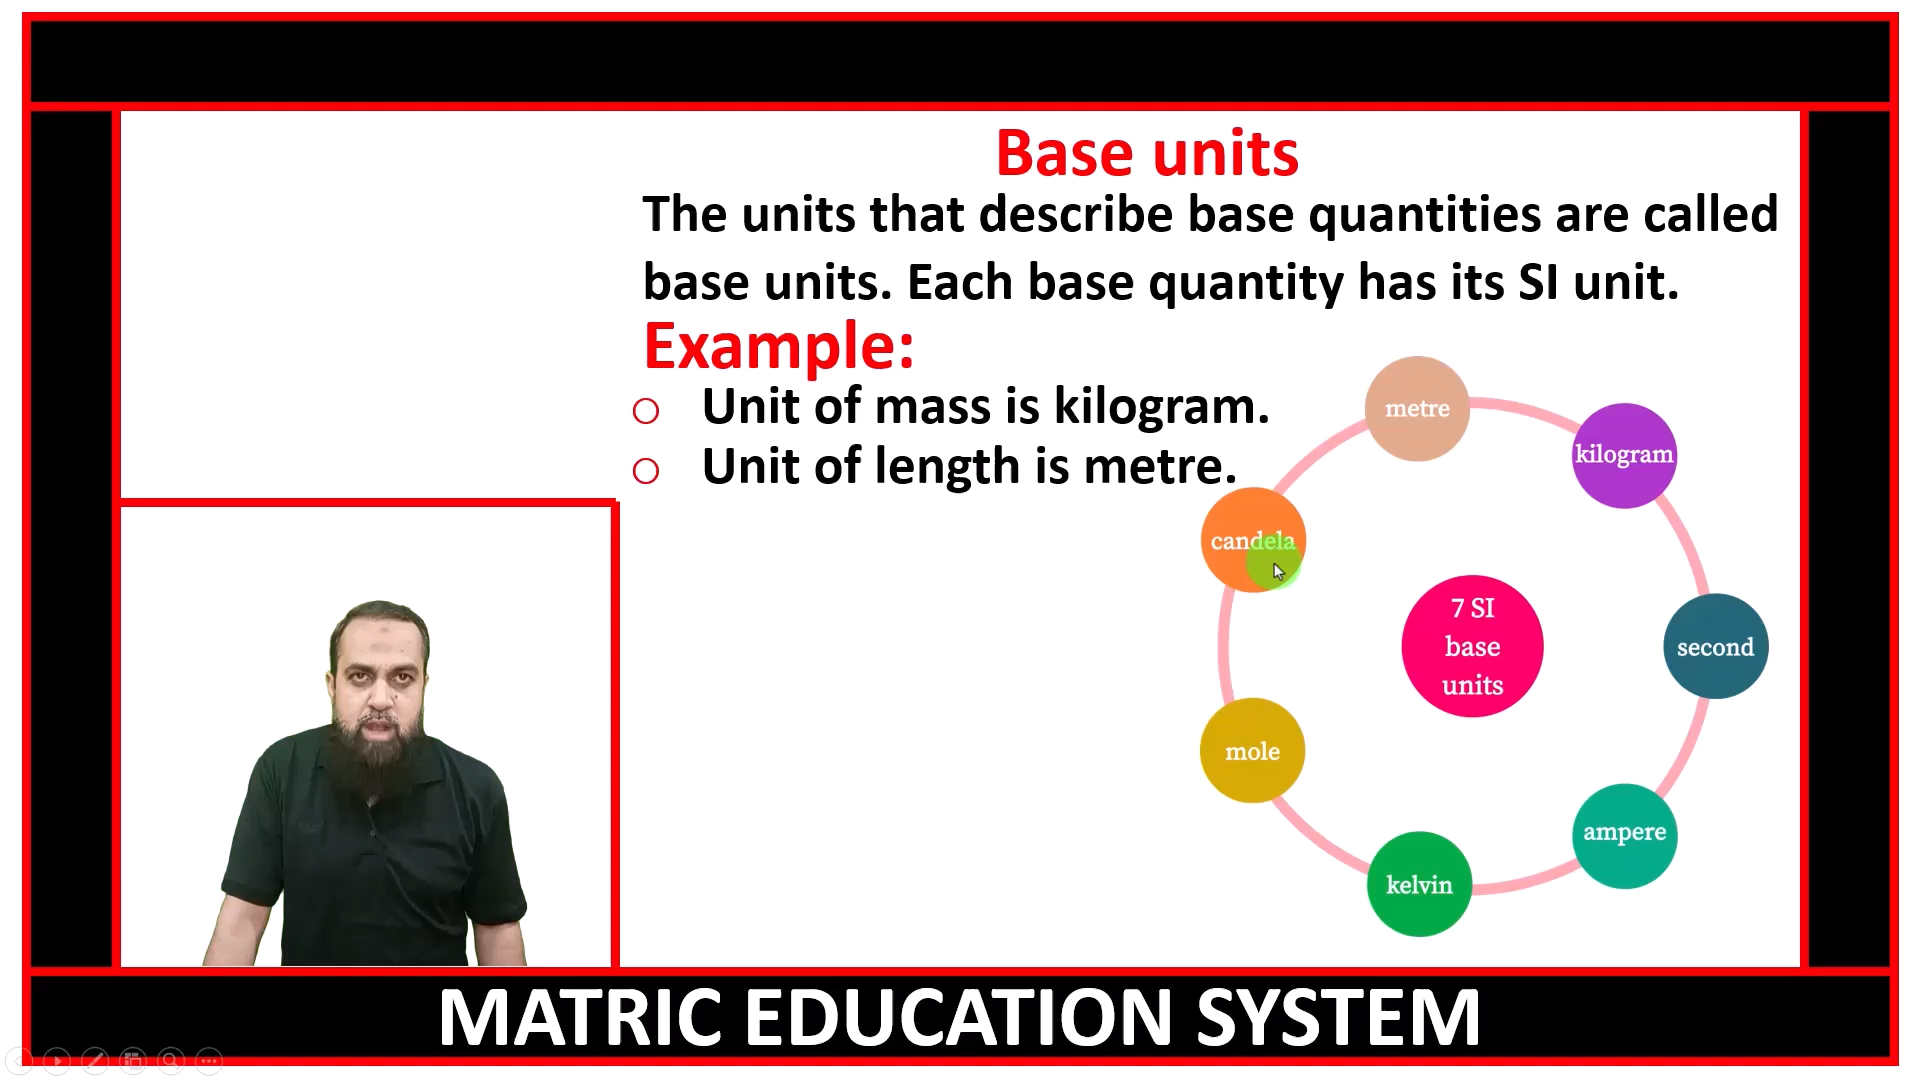 Base units
The units that describe base quantities are called
base units. Each base quantity has its SI unit.
Example:
Unit of mass is kilogram.
Unit of length is metre.
metre
kilogram
candela
7 SI
base
units
second
mole
ampere
kelvin
MATRIC EDUCATION SYSTEM